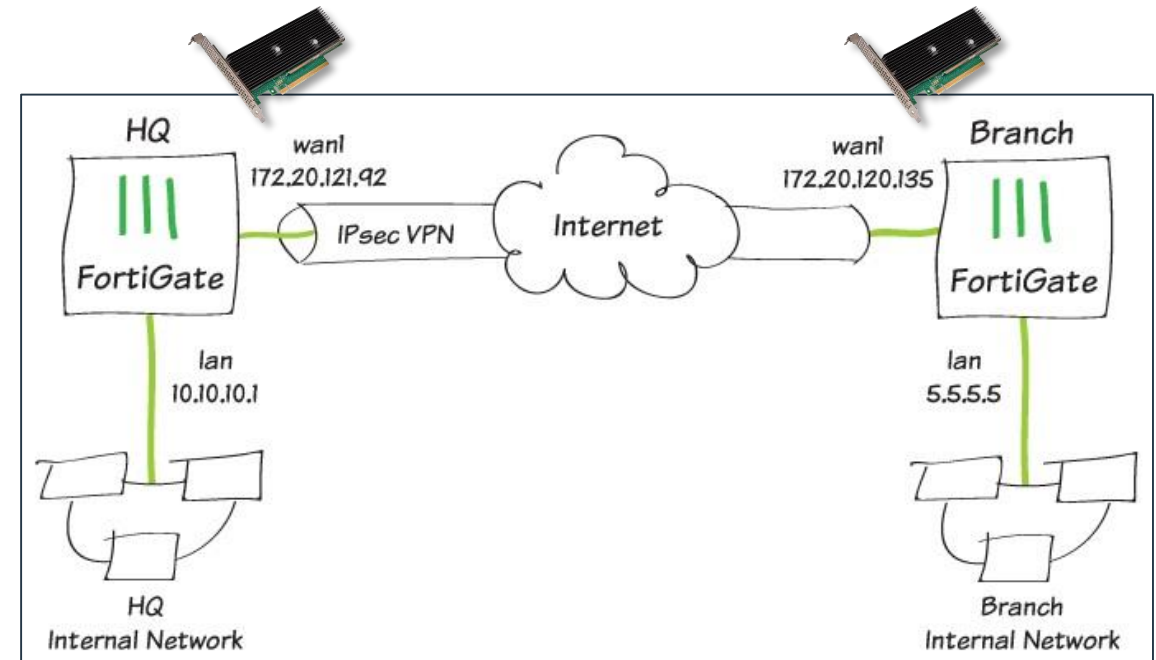 HQ
wan1
172.20.121.92
FortiGate
IPsec VPN
Internet
wan1
172.20.120.135
Branch
FortiGate
lan
10.10.10.1
lan
5.5.5.5
HQ
Internal Network
Branch
Internal Network